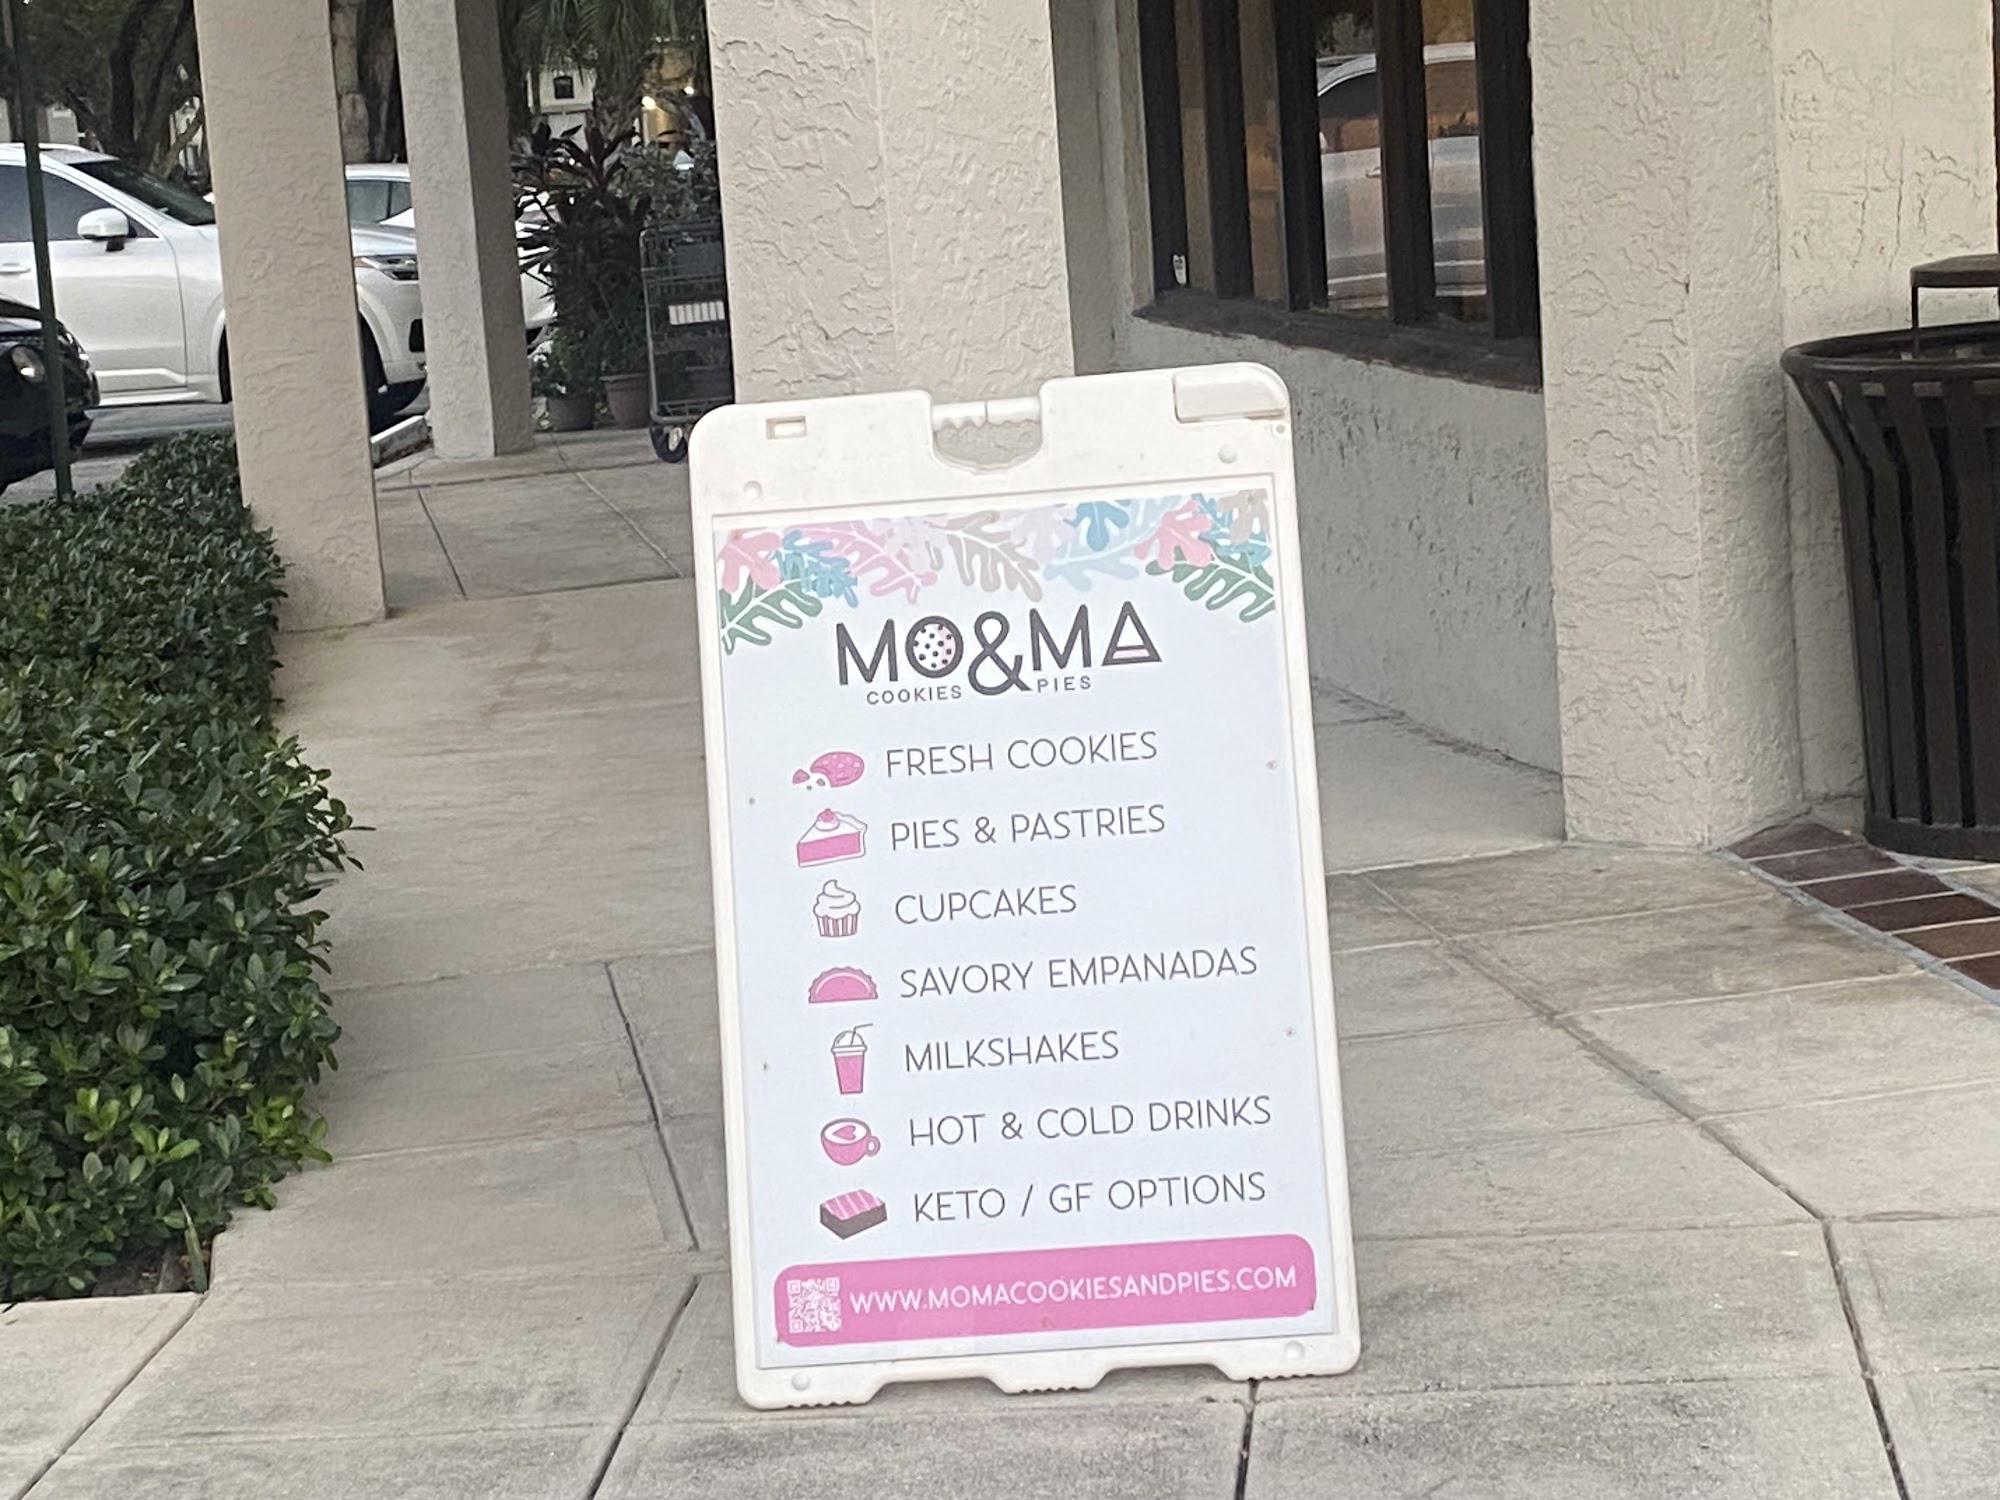 MO&MA
COOKIES PIES
FRESH COOKIES
PIES & PASTRIES
CUPCAKES
SAVORY EMPANADAS
MILKSHAKES
HOT & COLD DRINKS
KETO / GF OPTIONS
WWW.MOMACOOKIESANDPIES.COM